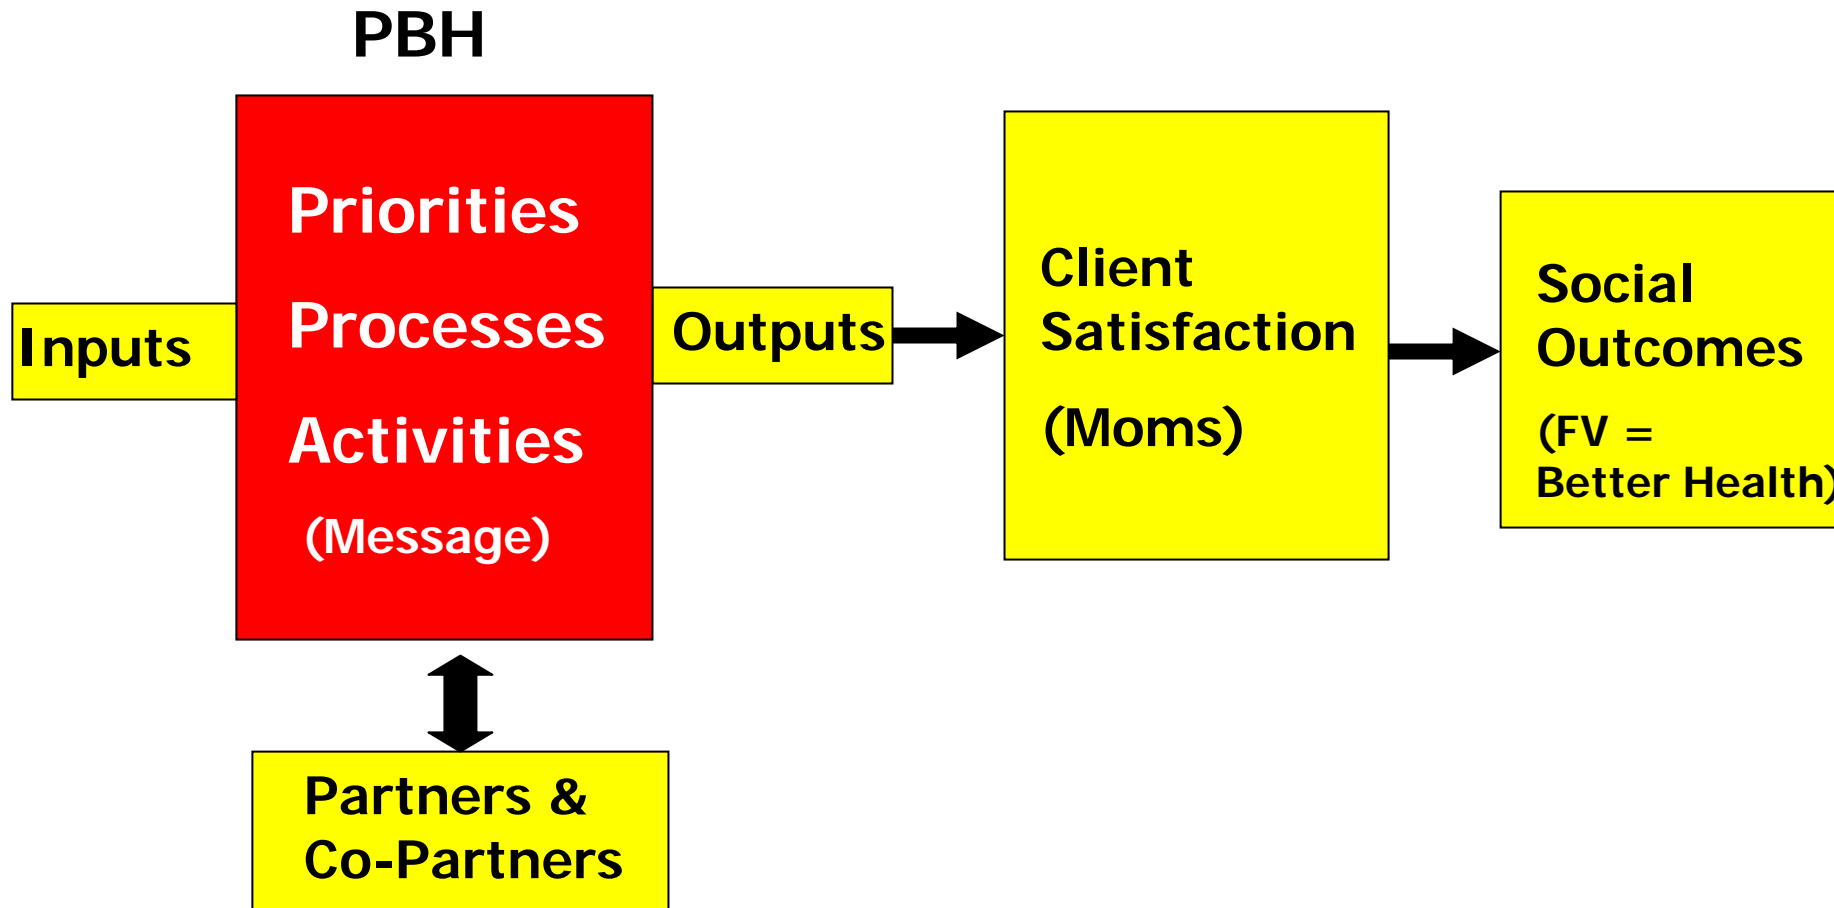 PBH
Inputs
Priorities
Processes
Activities
(Message)
Outputs
Client
Satisfaction
(Moms)
Social
Outcomes
(FV =
Better Health)
Partners &
Co-Partners